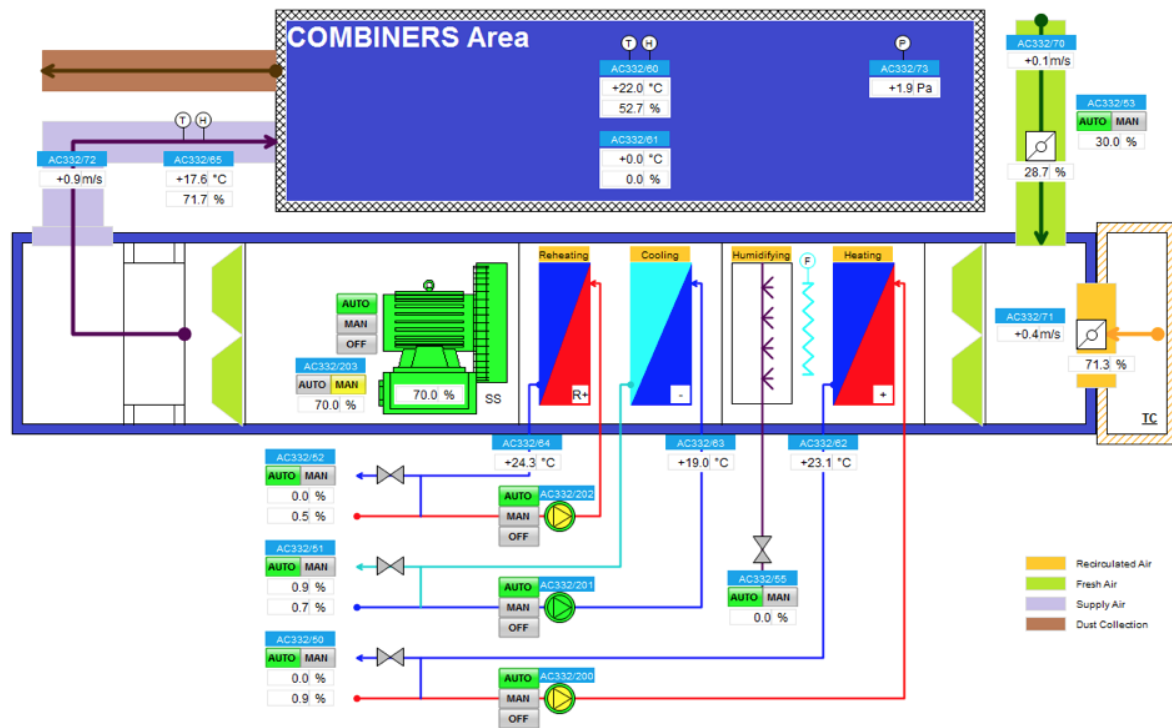 COMBINERS Area
T H
P
AC332/60
+22.0 °C
52.7 %
AC332/73
+1.9 Pa
AC332/61
+0.0 °C
0.0 %
AC332/70
+0.1 m/s
AC332/53
AUTO MAN
30.0 %
28.7 %
T H
AC332/72
+0.9 m/s
AC332/65
+17.6 °C
71.7 %
Reheating
Cooling
Humidifying
F
Heating
AUTO
MAN
OFF
AC332/203
AUTO MAN
70.0 %
70.0 %
SS
R+
-
+
AC332/71
+0.4 m/s
71.3 %
TC
AC332/64
+24.3 °C
AC332/63
+19.0 °C
AC332/62
+23.1 °C
AC332/52
AUTO MAN
0.0 %
0.5 %
AUTO
MAN
OFF
AC332/202
AC332/51
AUTO MAN
0.9 %
0.7 %
AUTO
MAN
OFF
AC332/201
AC332/55
AUTO MAN
0.0 %
AC332/50
AUTO MAN
0.0 %
0.9 %
AUTO
MAN
OFF
AC332/200
Recirculated Air
Fresh Air
Supply Air
Dust Collection